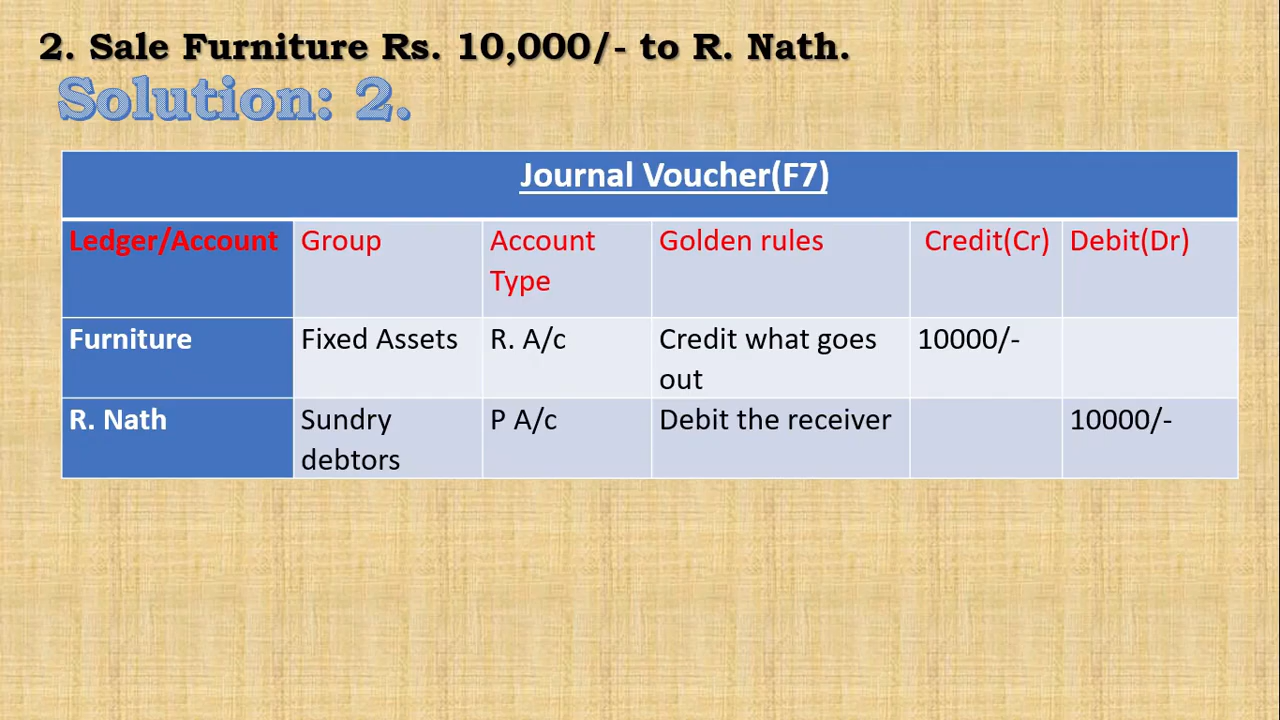 2. Sale Furniture Rs. 10,000/- to R. Nath.
Solution: 2.
Journal Voucher(F7)
Ledger/Account Group Account Type Golden rules Credit(Cr) Debit(Dr)
Furniture Fixed Assets R. A/c Credit what goes out 10000/-
R. Nath Sundry debtors P A/c Debit the receiver 10000/-